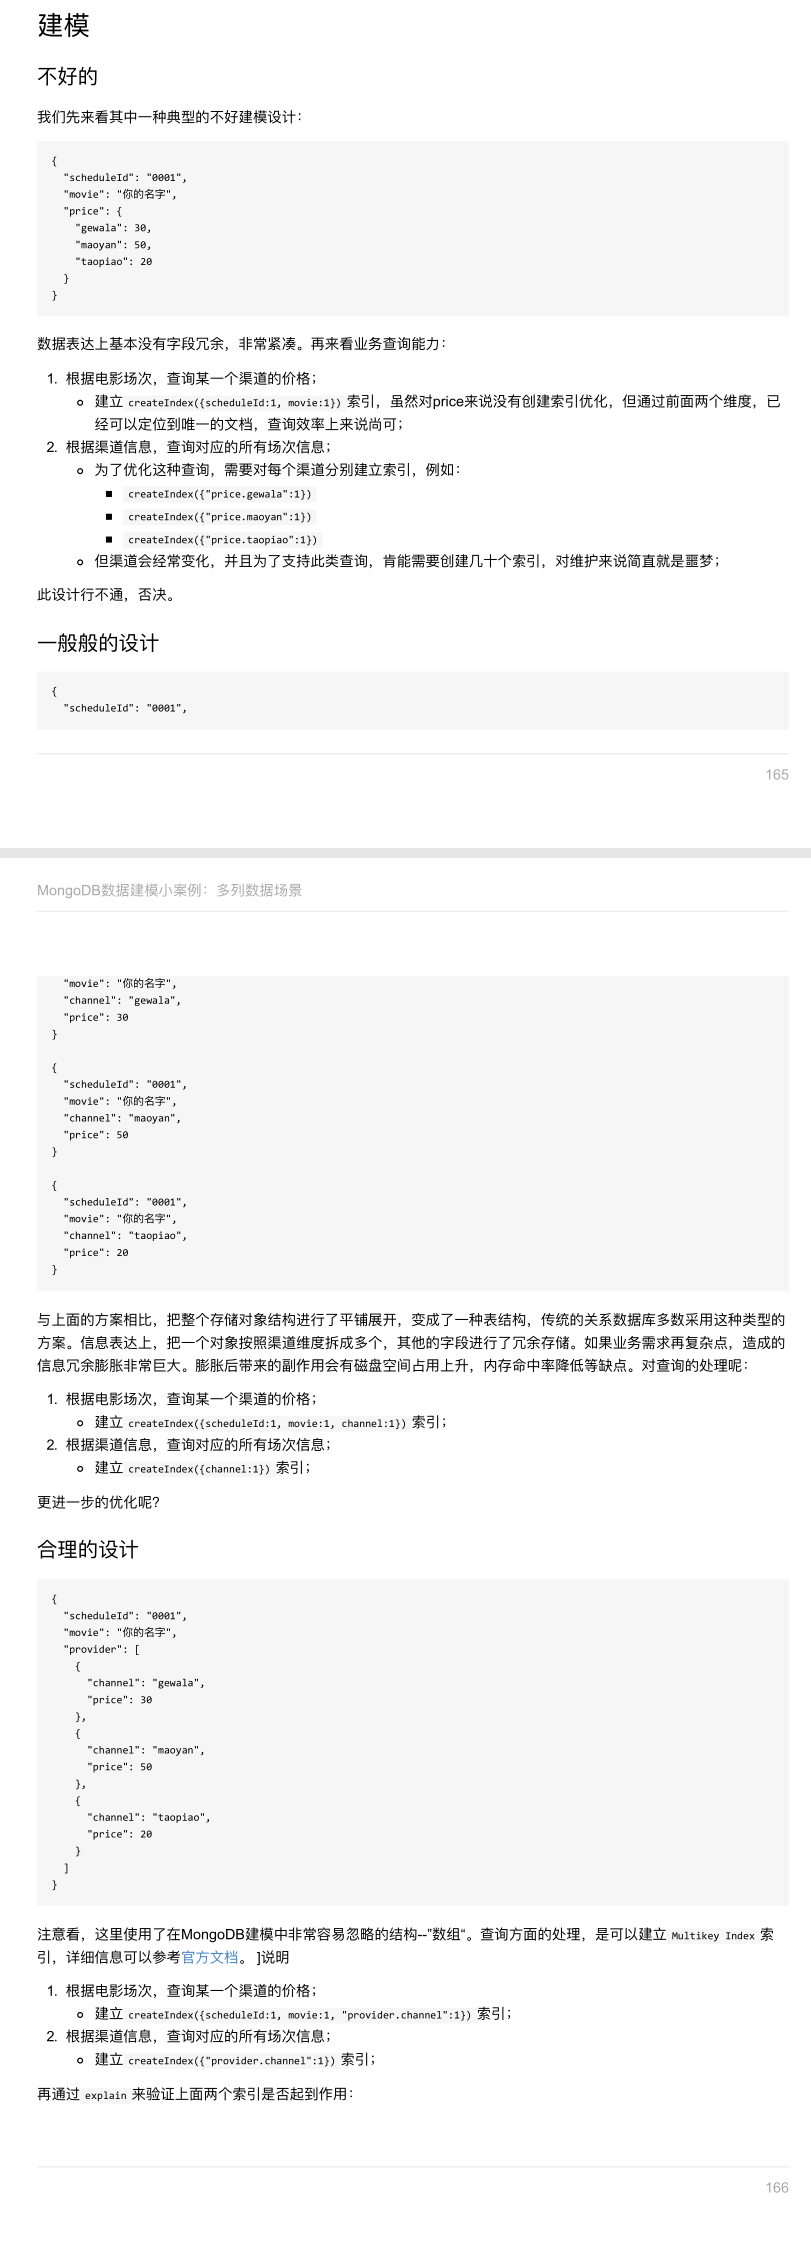 建模
不好的
我们先来看其中一种典型的不好建模设计：
{
  "scheduleId": "0001",
  "movie": "你的名字",
  "price": {
    "gewala": 30,
    "maoyan": 50,
    "taopiao": 20
  }
}
数据表达上基本没有字段冗余，非常紧凑。再来看业务查询能力：
1. 根据电影场次，查询某一个渠道的价格；
建立 createIndex({scheduleId:1, movie:1}) 索引，虽然对price来说没有创建索引优化，但通过前面两个维度，已
经可以定位到唯一的文档，查询效率上来说尚可；
2. 根据渠道信息，查询对应的所有场次信息；
为了优化这种查询，需要对每个渠道分别建立索引，例如：
createIndex({"price.gewala":1})
createIndex({"price.maoyan":1})
createIndex({"price.taopiao":1})
但渠道会经常变化，并且为了支持此类查询，肯能需要创建几十个索引，对维护来说简直就是噩梦；
此设计行不通，否决。
一般般的设计
{
  "scheduleId": "0001",
165
MongoDB数据建模小案例：多列数据场景
  "movie": "你的名字",
  "channel": "gewala",
  "price": 30
}
{
  "scheduleId": "0001",
  "movie": "你的名字",
  "channel": "maoyan",
  "price": 50
}
{
  "scheduleId": "0001",
  "movie": "你的名字",
  "channel": "taopiao",
  "price": 20
}
与上面的方案相比，把整个存储对象结构进行了平铺展开，变成了一种表结构，传统的关系数据库多数采用这种类型的
方案。信息表达上，把一个对象按照渠道维度拆成多个，其他的字段进行了冗余存储。如果业务需求再复杂点，造成的
信息冗余膨胀非常巨大。膨胀后带来的副作用会有磁盘空间占用上升，内存命中率降低等缺点。对查询的处理呢：
1. 根据电影场次，查询某一个渠道的价格；
建立 createIndex({scheduleId:1, movie:1, channel:1}) 索引；
2. 根据渠道信息，查询对应的所有场次信息；
建立 createIndex({channel:1}) 索引；
更进一步的优化呢？
合理的设计
{
  "scheduleId": "0001",
  "movie": "你的名字",
  "provider": [
    {
      "channel": "gewala",
      "price": 30
    },
    {
      "channel": "maoyan",
      "price": 50
    },
    {
      "channel": "taopiao",
      "price": 20
    }
  ]
}
注意看，这里使用了在MongoDB建模中非常容易忽略的结构--”数组“。查询方面的处理，是可以建立 Multikey Index 索
引，详细信息可以参考官方文档。 ]说明
1. 根据电影场次，查询某一个渠道的价格；
建立 createIndex({scheduleId:1, movie:1, "provider.channel":1}) 索引；
2. 根据渠道信息，查询对应的所有场次信息；
建立 createIndex({"provider.channel":1}) 索引；
再通过 explain 来验证上面两个索引是否起到作用：
166